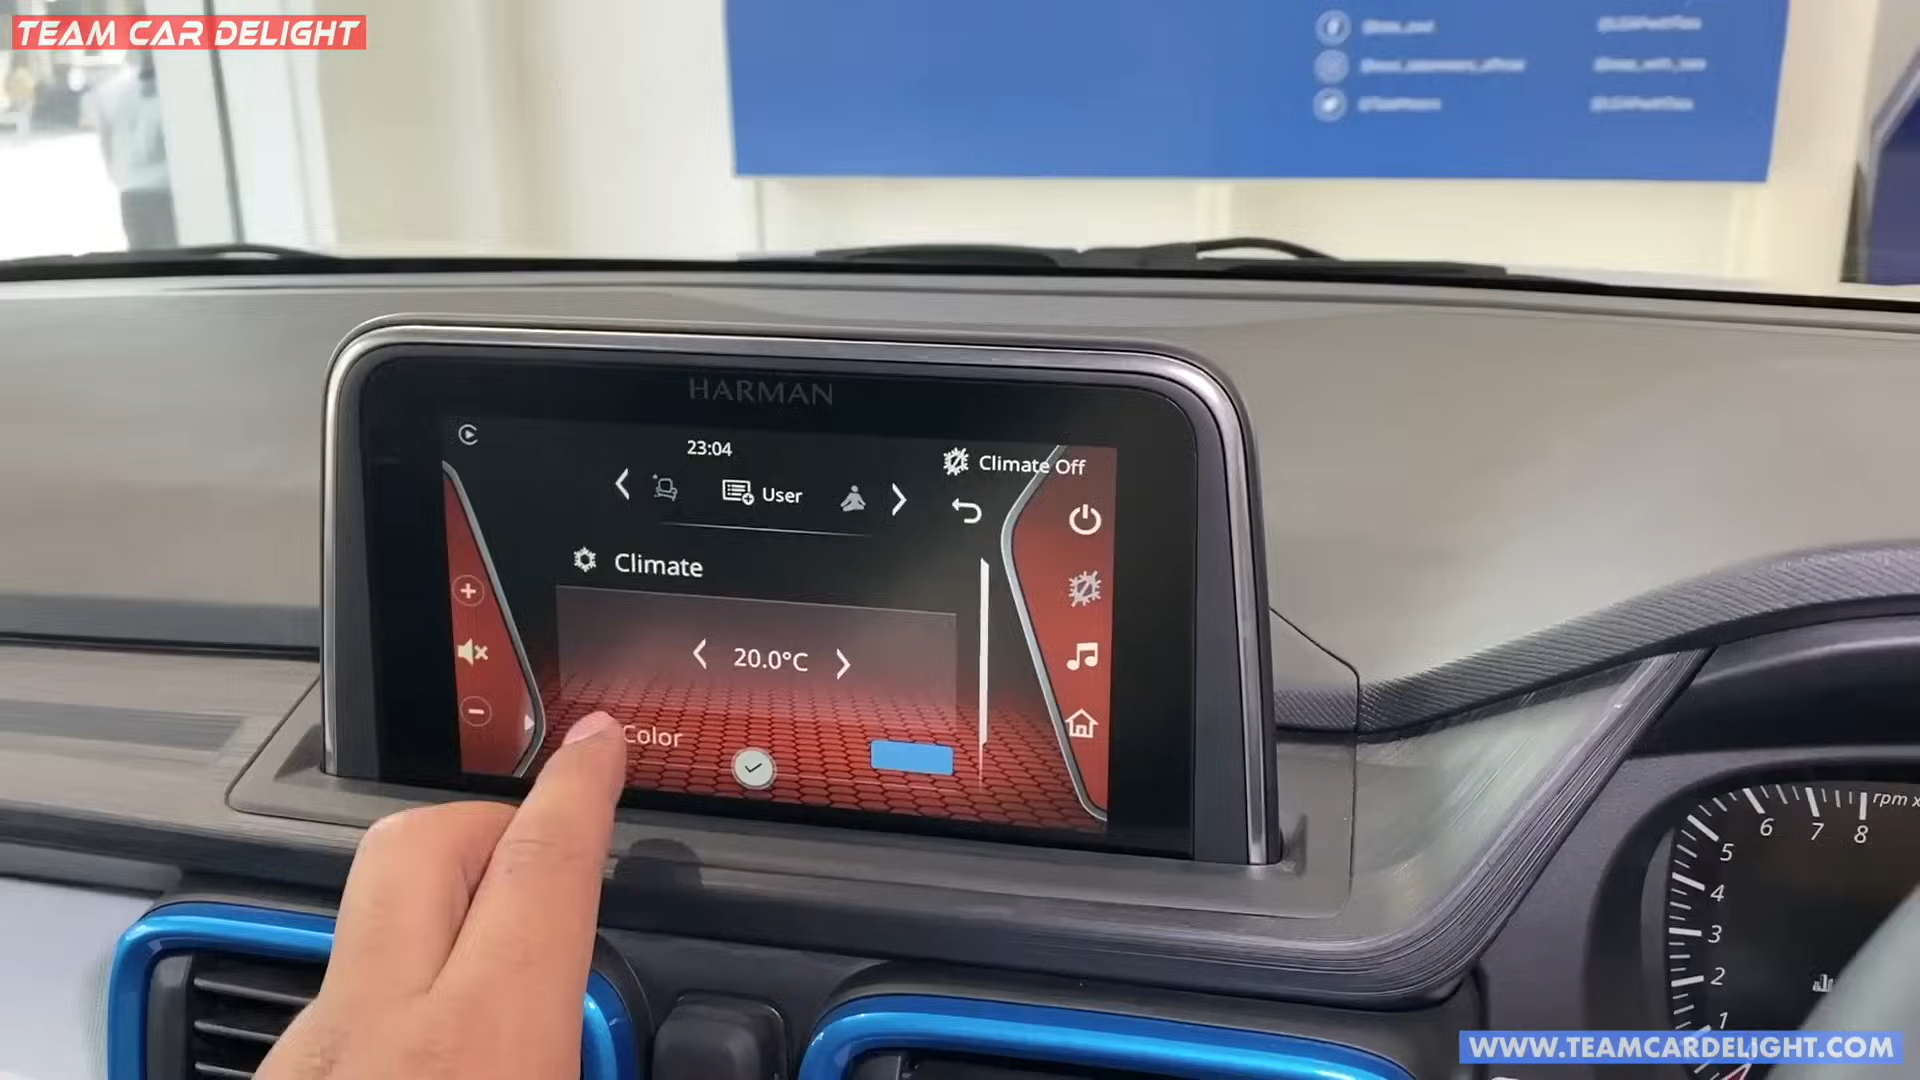 TEAM CAR DELIGHT
HARMAN
23:04
Climate Off
User
Climate
20.0°C
Color
rpm x
8
7
6
5
4
3
2
1
WWW.TEAMCARDELIGHT.COM